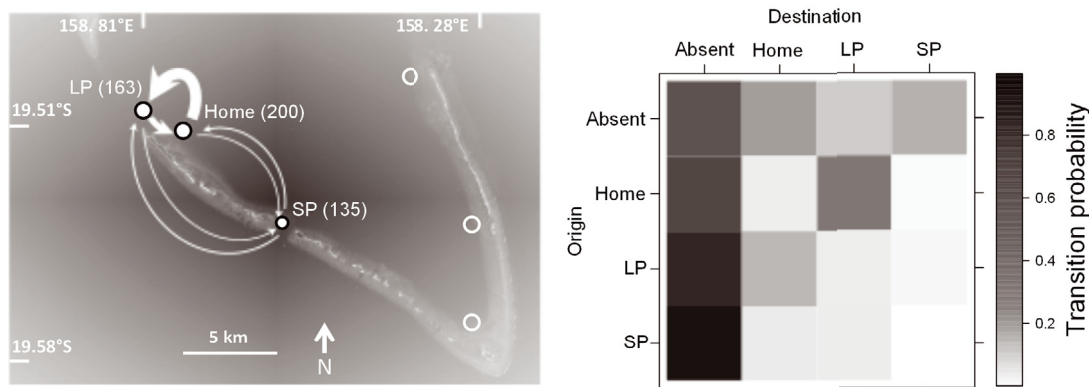 158. 81°E
158. 28°E
LP (163)
Home (200)
19.51°S
SP (135)
5 km
N
19.58°S
Destination
Absent
Home
LP
SP
Origin
Absent
Home
LP
SP
0.8
0.6
0.4
0.2
Transition probability